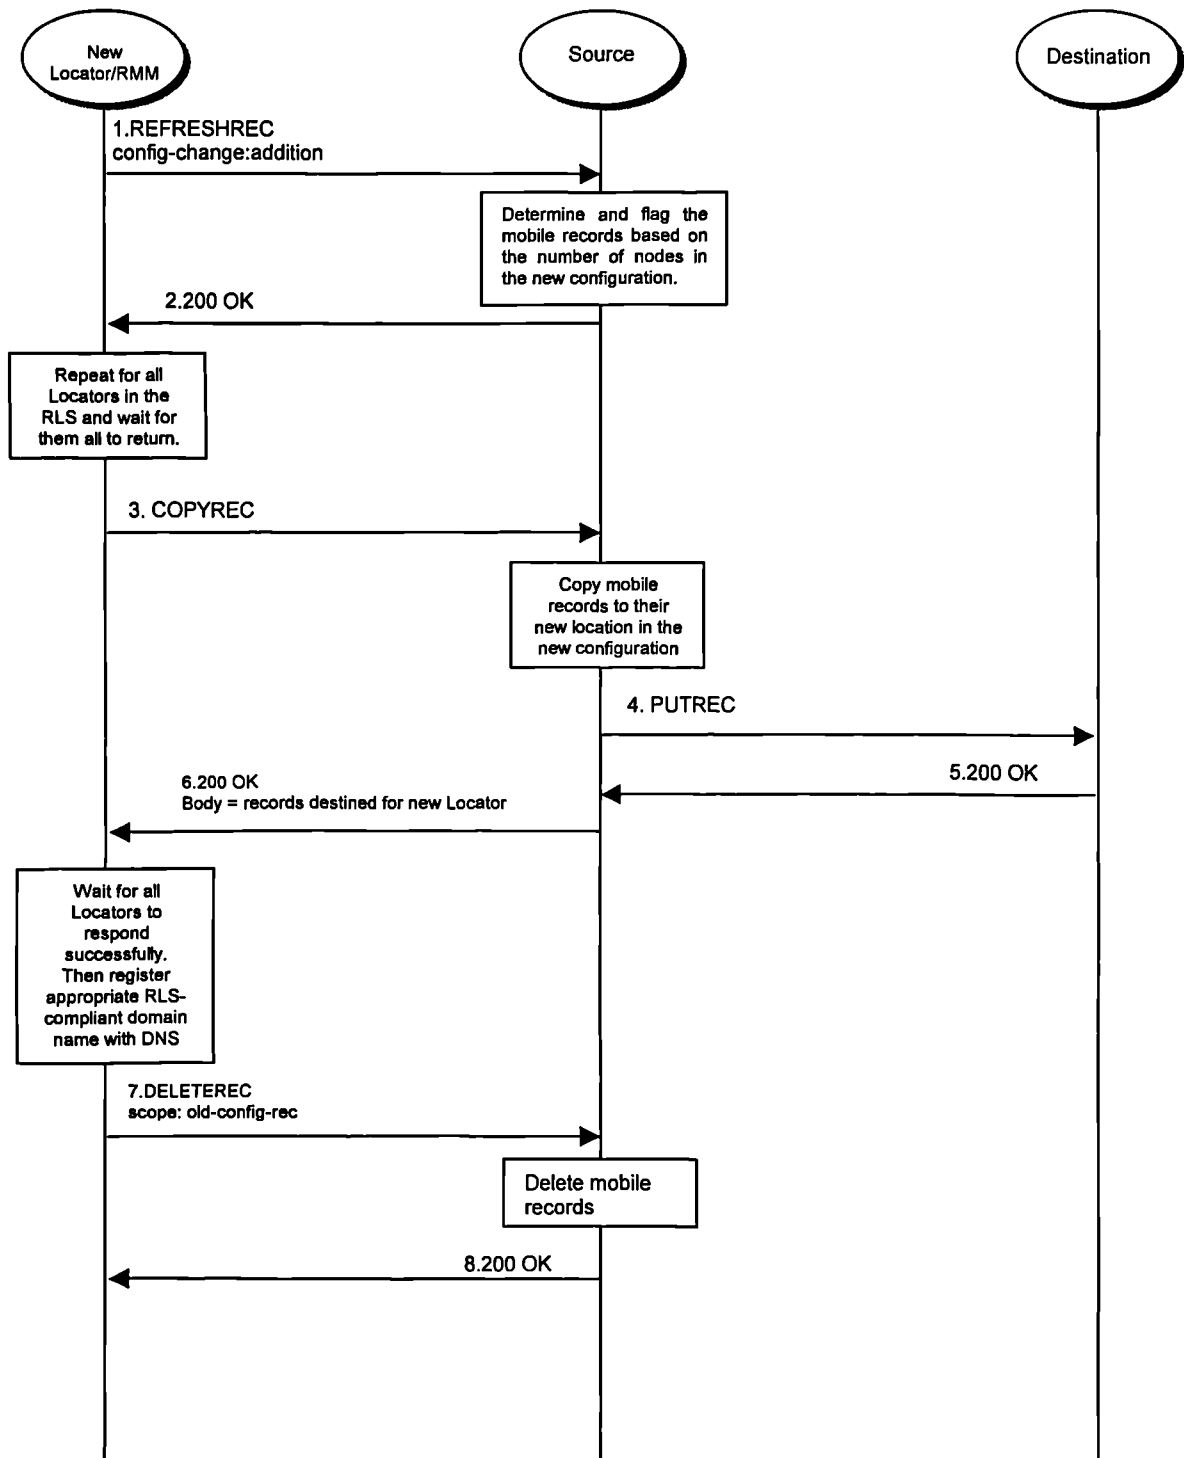 New
Locator/RMM
Source
Destination
1.REFRESHREC
config-change:addition
Determine and flag the
mobile records based on
the number of nodes in
the new configuration.
2.200 OK
Repeat for all
Locators in the
RLS and wait for
them all to return.
3. COPYREC
Copy mobile
records to their
new location in the
new configuration
4. PUTREC
5.200 OK
6.200 OK
Body = records destined for new Locator
Wait for all
Locators to
respond
successfully.
Then register
appropriate RLS-
compliant domain
name with DNS
7.DELETEREC
scope: old-config-rec
Delete mobile
records
8.200 OK